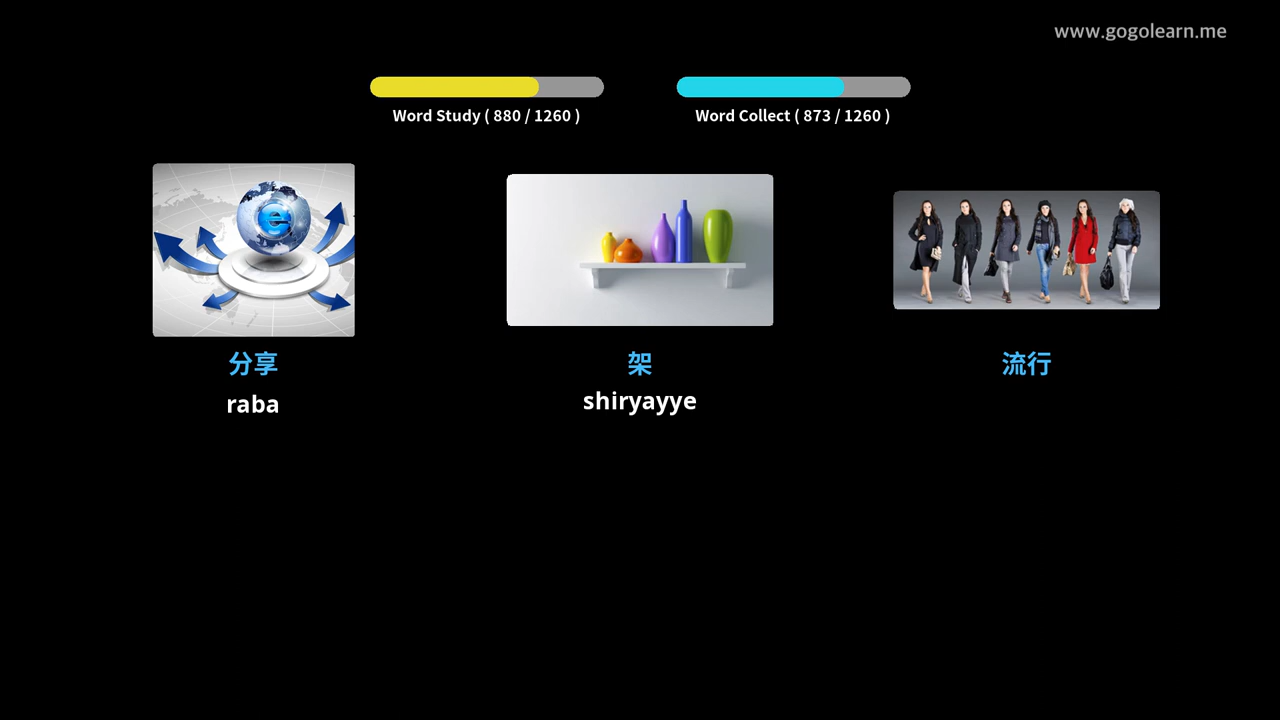 www.gogolearn.me
Word Study ( 880 / 1260 )
Word Collect ( 873 / 1260 )
e
分享
架
流行
raba
shiryayye